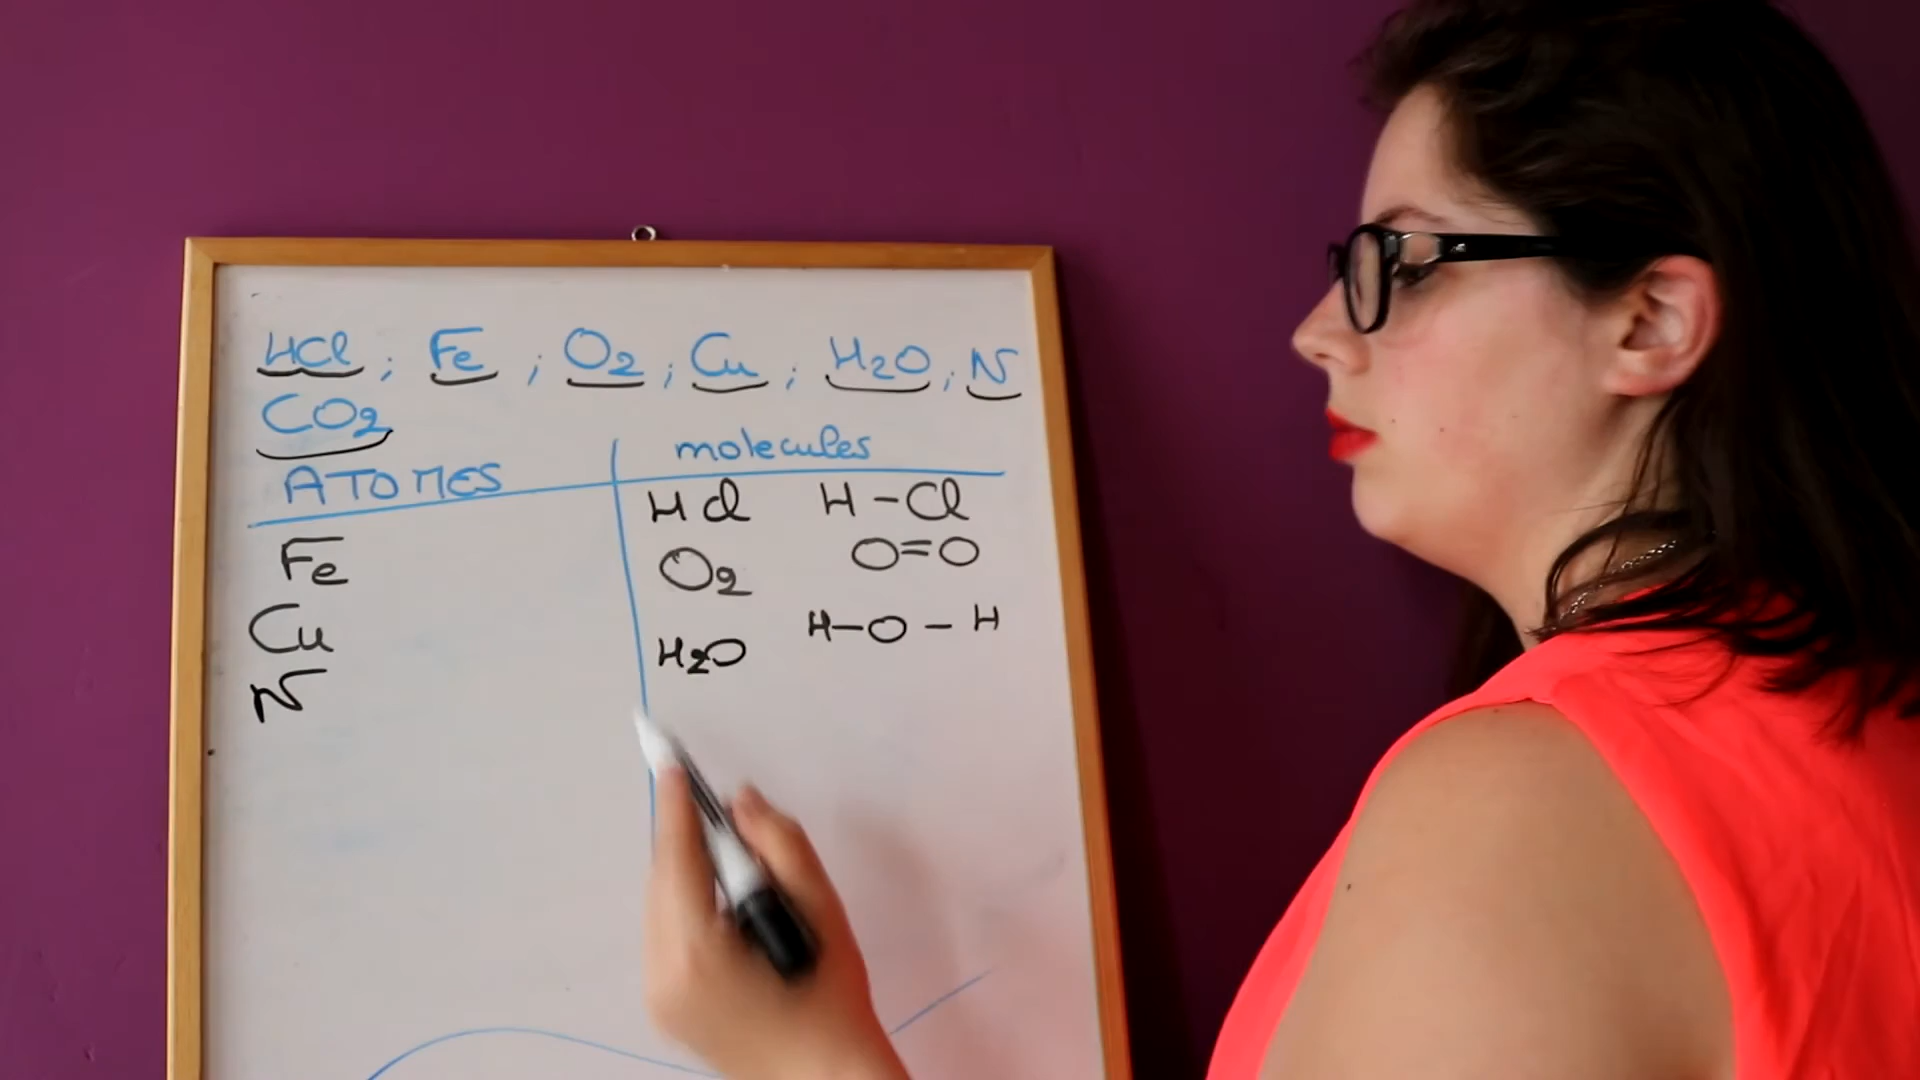 HCl ; Fe ; O2 ; Cu ; H2O ; N
CO2
ATOMES molecules
Fe HCl H-Cl
Cu O2 O=O
N H2O H-O-H